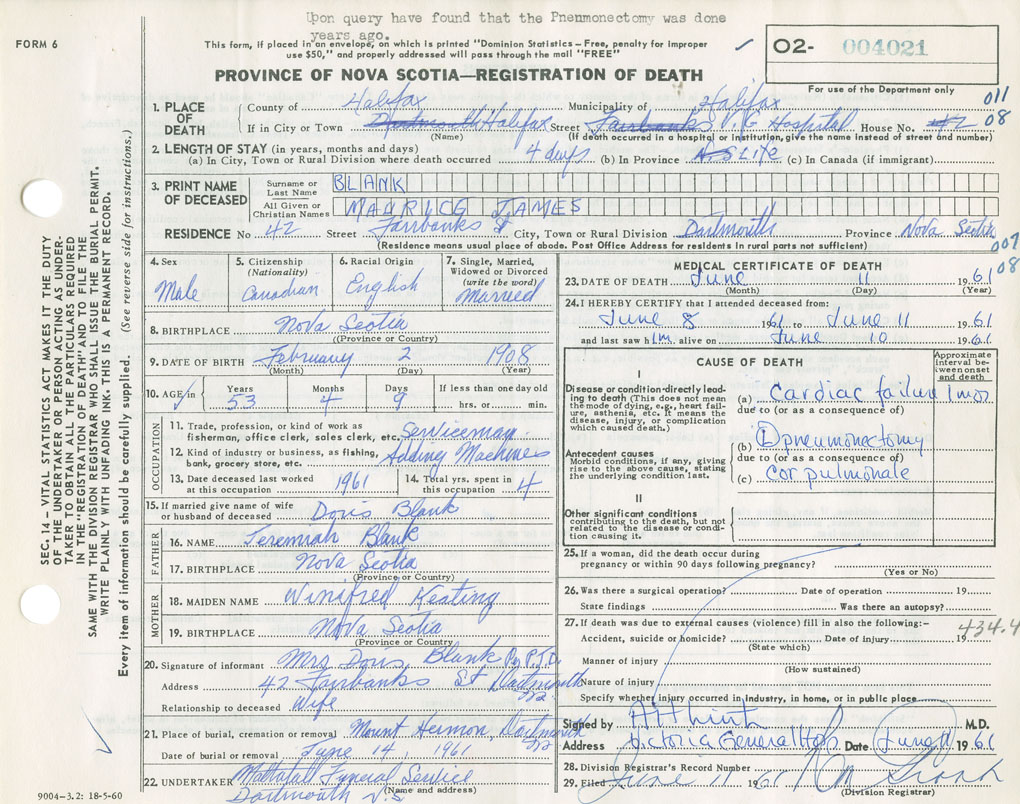 Upon query have found that the Pneumonectomy was done
years ago.
FORM 6
This form, if placed in an envelope, on which is printed "Dominion Statistics – Free, penalty for improper
use $50," and properly addressed will pass through the mail "FREE"
O2- 004021
PROVINCE OF NOVA SCOTIA—REGISTRATION OF DEATH
For use of the Department only
011
08
1. PLACE OF DEATH
County of Halifax Municipality of Halifax
If in City or Town Dartmouth Halifax Street Fairbanks V.G. Hospital House No. 42
(Name) (If death occurred in a hospital or institution, give the name instead of street and number)
2. LENGTH OF STAY (in years, months and days)
(a) In City, Town or Rural Division where death occurred 4 days (b) In Province N.S Life (c) In Canada (if immigrant)
3. PRINT NAME OF DECEASED
Surname or Last Name BLANK
All Given or Christian Names MAURICE JAMES
RESIDENCE No 42 Street Fairbanks St City, Town or Rural Division Dartmouth Province Nova Scotia
(Residence means usual place of abode. Post Office Address for residents in rural parts not sufficient)
007
08
4. Sex
Male
5. Citizenship
(Nationality)
Canadian
6. Racial Origin
English
7. Single, Married,
Widowed or Divorced
(write the word)
Married
8. BIRTHPLACE Nova Scotia
(Province or Country)
9. DATE OF BIRTH February 2 1908
(Month) (Day) (Year)
10. AGE in Years Months Days If less than one day old
53 4 9 hrs. or min.
OCCUPATION
11. Trade, profession, or kind of work as
fisherman, office clerk, sales clerk, etc. Serviceman
12. Kind of industry or business, as fishing,
bank, grocery store, etc. Adding Machines
13. Date deceased last worked
at this occupation 1961
14. Total yrs. spent in
this occupation 4
15. If married give name of wife
or husband of deceased Doris Blank
FATHER
16. NAME Jeremiah Blank
17. BIRTHPLACE Nova Scotia
(Province or Country)
MOTHER
18. MAIDEN NAME Winifred Keating
19. BIRTHPLACE Nova Scotia
(Province or Country)
20. Signature of informant Mrs Doris Blank Per P.J.D.
Address 42 Fairbanks St Dartmouth
Relationship to deceased Wife
21. Place of burial, cremation or removal Mount Hermon, Dartmouth
Date of burial or removal June 14, 1961
22. UNDERTAKER Mattatall Funeral Service
(Name and address)
Dartmouth N.S
MEDICAL CERTIFICATE OF DEATH
23. DATE OF DEATH June 11 1961
(Month) (Day) (Year)
24. I HEREBY CERTIFY that I attended deceased from:
June 8 1961 to June 11 1961
and last saw him alive on June 10 1961
CAUSE OF DEATH
Approximate interval between onset and death
I
Disease or condition directly leading to death (This does not mean the mode of dying, e.g., heart failure, asthenia, etc. It means the disease, injury, or complication which caused death.)
(a) Cardiac failure 1 mo.
due to (or as a consequence of)
Antecedent causes
Morbid conditions, if any, giving rise to the above cause, stating the underlying condition last.
(b) (L) pneumonectomy
due to (or as a consequence of)
(c) cor pulmonale
II
Other significant conditions
contributing to the death, but not related to the disease or condition causing it.
25. If a woman, did the death occur during
pregnancy or within 90 days following pregnancy?
(Yes or No)
26. Was there a surgical operation? Date of operation 19
State findings Was there an autopsy?
27. If death was due to external causes (violence) fill in also the following:–
434.4
Accident, suicide or homicide? Date of injury 19
(State which)
Manner of injury
(How sustained)
Nature of injury
Specify whether injury occurred in industry, in home, or in public place
Signed by M.D.
Address Victoria General Hosp. Date June 11 1961
28. Division Registrar's Record Number
29. Filed June 11 1961
(Division Registrar)
SEC. 14 – VITAL STATISTICS ACT MAKES IT THE DUTY
OF THE UNDERTAKER OR PERSON ACTING AS UNDER-
TAKER TO OBTAIN ALL THE PARTICULARS REQUIRED
IN THE "REGISTRATION OF DEATH" AND TO FILE THE
SAME WITH THE DIVISION REGISTRAR WHO SHALL ISSUE THE BURIAL PERMIT.
WRITE PLAINLY WITH UNFADING INK. THIS IS A PERMANENT RECORD.
Every item of information should be carefully supplied. (See reverse side for instructions.)
9004-3.2: 18-5-60